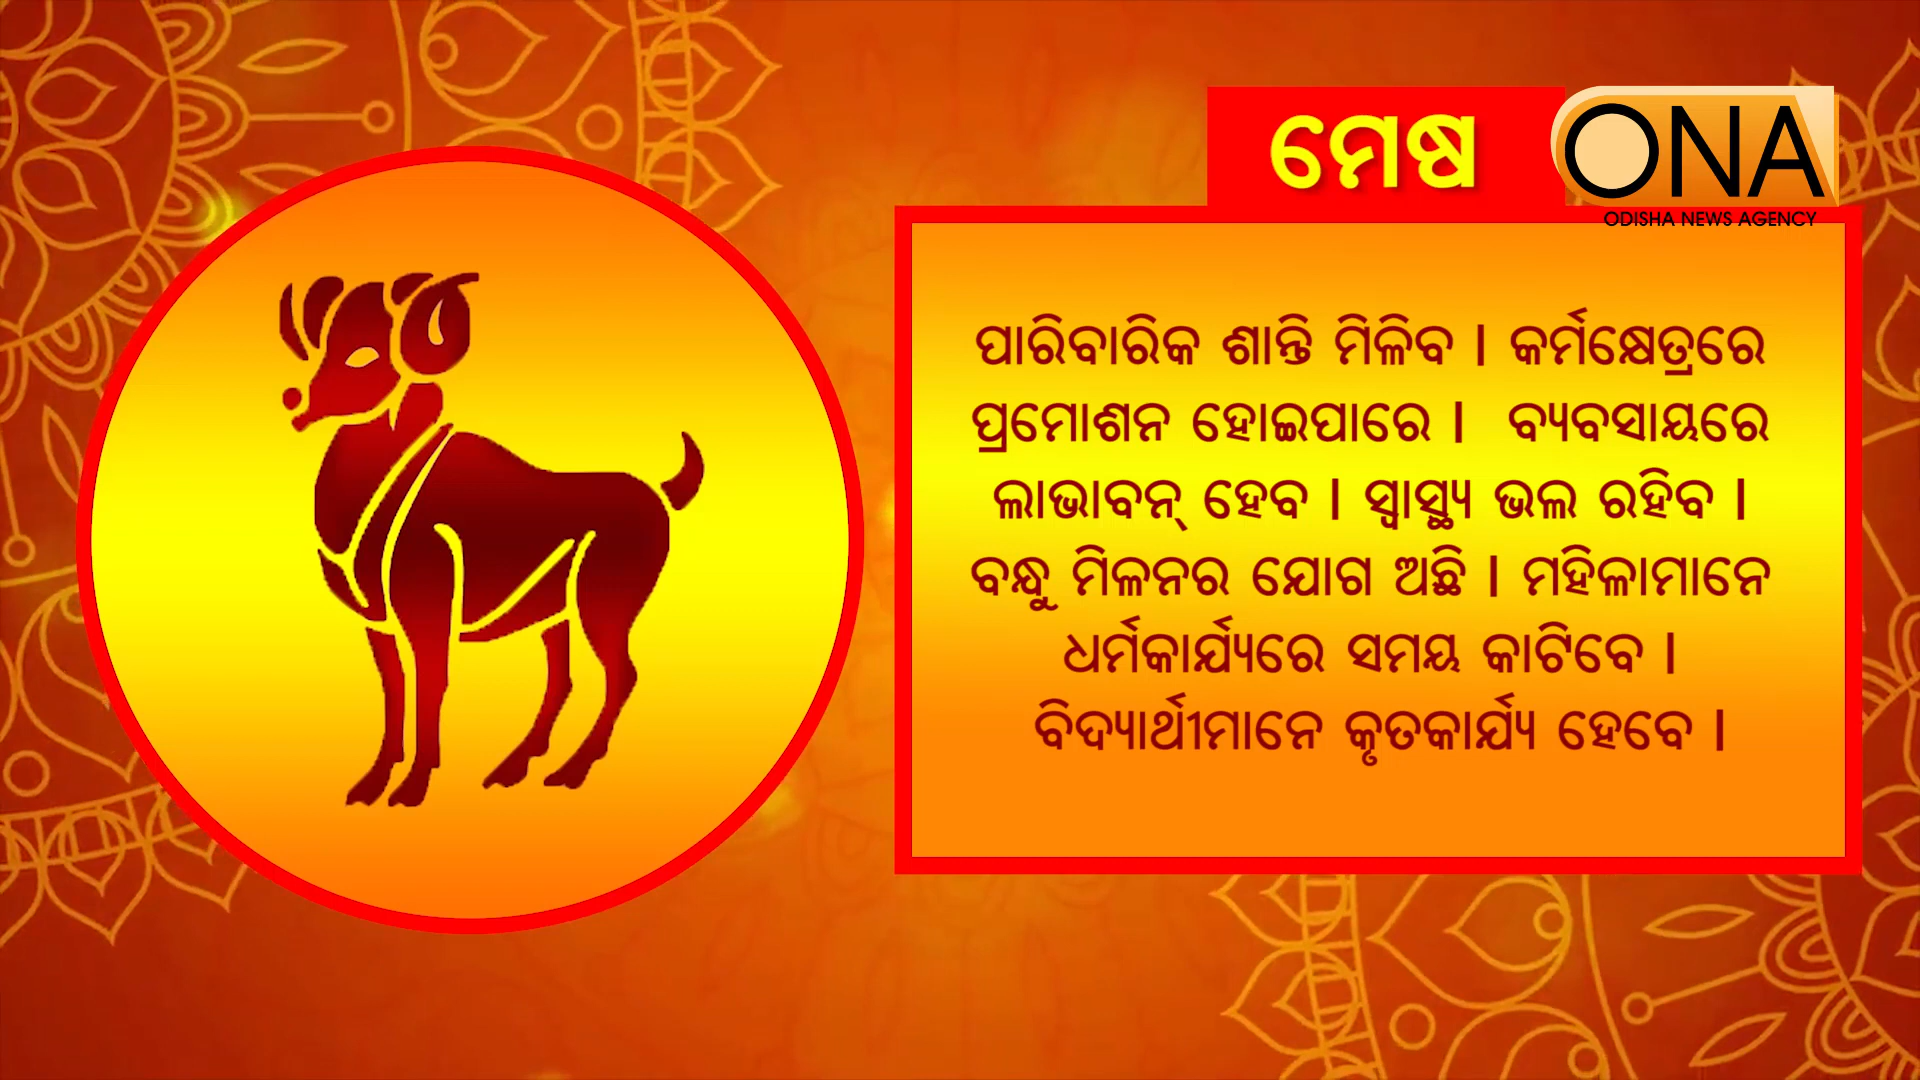 ମେଷ
ONA
ODISHA NEWS AGENCY
ପାରିବାରିକ ଶାନ୍ତି ମିଳିବ । କର୍ମକ୍ଷେତ୍ରରେ
ପ୍ରମୋଶନ ହୋଇପାରେ । ବ୍ୟବସାୟରେ
ଲାଭାବନ୍ ହେବ । ସ୍ୱାସ୍ଥ୍ୟ ଭଲ ରହିବ ।
ବନ୍ଧୁ ମିଳନର ଯୋଗ ଅଛି । ମହିଳାମାନେ
ଧର୍ମକାର୍ଯ୍ୟରେ ସମୟ କାଟିବେ ।
ବିଦ୍ୟାର୍ଥୀମାନେ କୃତକାର୍ଯ୍ୟ ହେବେ ।